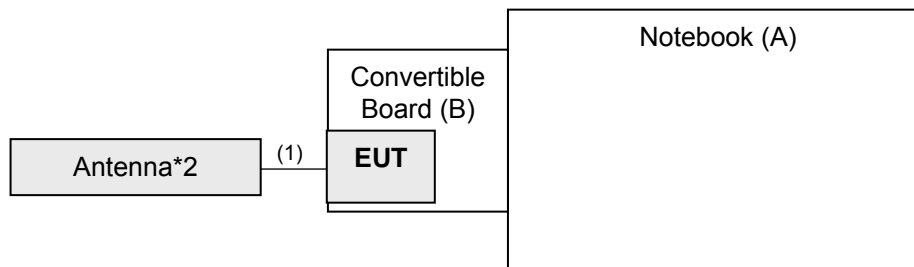 Notebook (A)
Convertible
Board (B)
Antenna*2
(1)
EUT